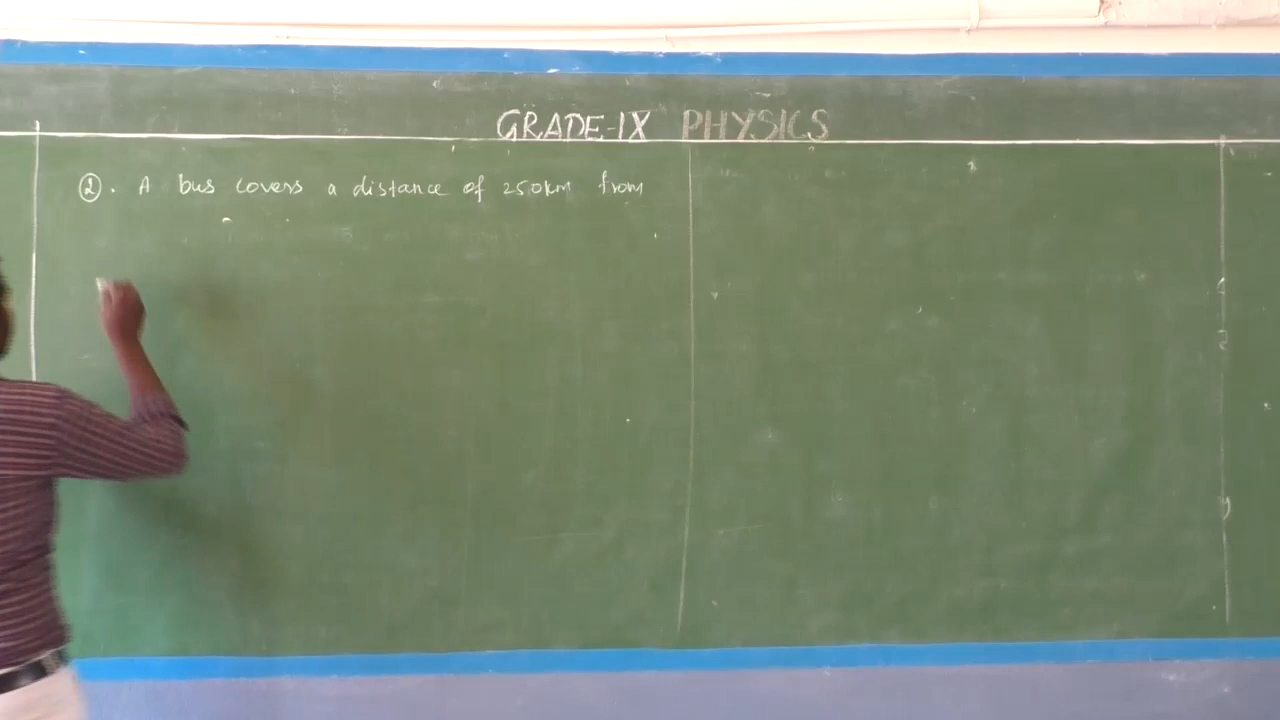 GRADE-IX PHYSICS
②. A bus covers a distance of 250km from